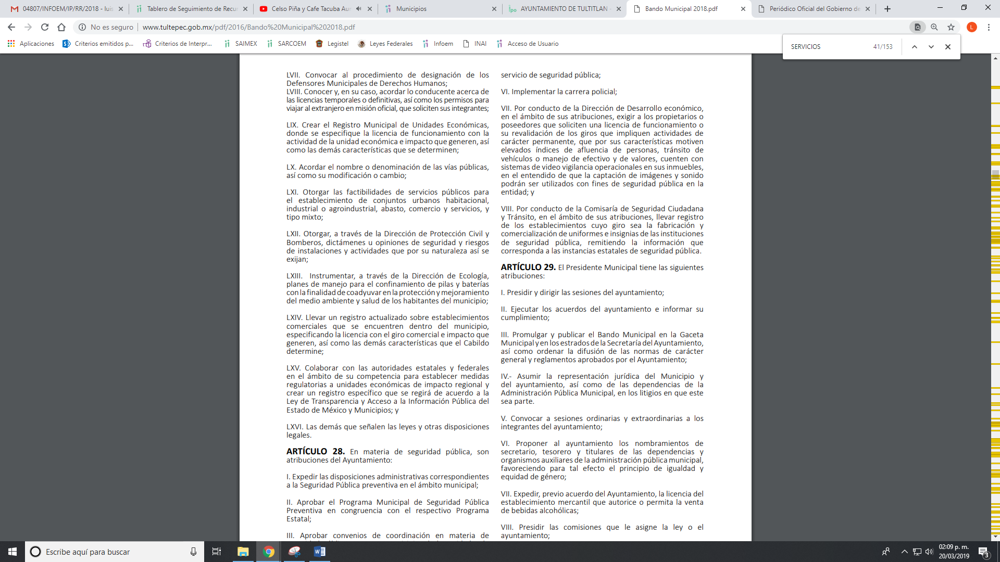 04807/INFOEM/IP/RR/2018 - luis
Tablero de Seguimiento de Recur
Celso Piña y Cafe Tacuba Aun
Municipios
AYUNTAMIENTO DE TULTITLAN -
Bando Municipal 2018.pdf
Periódico Oficial del Gobierno de
No es seguro
www.tultepec.gob.mx/pdf/2016/Bando%20Municipal%202018.pdf
L
Aplicaciones
Criterios emitidos p...
Criterios de Interpr...
SAIMEX
SARCOEM
Legistel
Leyes Federales
Infoem
INAI
Acceso de Usuario
SERVICIOS
41/153
LVII. Convocar al procedimiento de designación de los
Defensores Municipales de Derechos Humanos;
LVIII. Conocer y, en su caso, acordar lo conducente acerca de
las licencias temporales o definitivas, así como los permisos para
viajar al extranjero en misión oficial, que soliciten sus integrantes;
LIX. Crear el Registro Municipal de Unidades Económicas,
donde se especifique la licencia de funcionamiento con la
actividad de la unidad económica e impacto que generen, así
como las demás características que se determinen;
LX. Acordar el nombre o denominación de las vías públicas,
así como su modificación o cambio;
LXI. Otorgar las factibilidades de servicios públicos para
el establecimiento de conjuntos urbanos habitacional,
industrial o agroindustrial, abasto, comercio y servicios, y
tipo mixto;
LXII. Otorgar, a través de la Dirección de Protección Civil y
Bomberos, dictámenes u opiniones de seguridad y riesgos
de instalaciones y actividades que por su naturaleza así se
exijan;
LXIII. Instrumentar, a través de la Dirección de Ecología,
planes de manejo para el confinamiento de pilas y baterías
con la finalidad de coadyuvar en la protección y mejoramiento
del medio ambiente y salud de los habitantes del municipio;
LXIV. Llevar un registro actualizado sobre establecimientos
comerciales que se encuentren dentro del municipio,
especificando la licencia con el giro comercial e impacto que
generen, así como las demás características que el Cabildo
determine;
LXV. Colaborar con las autoridades estatales y federales
en el ámbito de su competencia para establecer medidas
regulatorias a unidades económicas de impacto regional y
crear un registro específico que se regirá de acuerdo a la
Ley de Transparencia y Acceso a la Información Pública del
Estado de México y Municipios; y
LXVI. Las demás que señalen las leyes y otras disposiciones
legales.
ARTÍCULO 28. En materia de seguridad pública, son
atribuciones del Ayuntamiento:
I. Expedir las disposiciones administrativas correspondientes
a la Seguridad Pública preventiva en el ámbito municipal;
II. Aprobar el Programa Municipal de Seguridad Pública
Preventiva en congruencia con el respectivo Programa
Estatal;
III. Aprobar convenios de coordinación en materia de
servicio de seguridad pública;
VI. Implementar la carrera policial;
VII. Por conducto de la Dirección de Desarrollo económico,
en el ámbito de sus atribuciones, exigir a los propietarios o
poseedores que soliciten una licencia de funcionamiento o
su revalidación de los giros que impliquen actividades de
carácter permanente, que por sus características motiven
elevados índices de afluencia de personas, tránsito de
vehículos o manejo de efectivo y de valores, cuenten con
sistemas de video vigilancia operacionales en sus inmuebles,
en el entendido de que la captación de imágenes y sonido
podrán ser utilizados con fines de seguridad pública en la
entidad; y
VIII. Por conducto de la Comisaría de Seguridad Ciudadana
y Tránsito, en el ámbito de sus atribuciones, llevar registro
de los establecimientos cuyo giro sea la fabricación y
comercialización de uniformes e insignias de las instituciones
de seguridad pública, remitiendo la información que
corresponda a las instancias estatales de seguridad pública.
ARTÍCULO 29. El Presidente Municipal tiene las siguientes
atribuciones:
I. Presidir y dirigir las sesiones del ayuntamiento;
II. Ejecutar los acuerdos del ayuntamiento e informar su
cumplimiento;
III. Promulgar y publicar el Bando Municipal en la Gaceta
Municipal y en los estrados de la Secretaría del Ayuntamiento,
así como ordenar la difusión de las normas de carácter
general y reglamentos aprobados por el Ayuntamiento;
IV.- Asumir la representación jurídica del Municipio y
del ayuntamiento, así como de las dependencias de la
Administración Pública Municipal, en los litigios en que este
sea parte.
V. Convocar a sesiones ordinarias y extraordinarias a los
integrantes del ayuntamiento;
VI. Proponer al ayuntamiento los nombramientos de
secretario, tesorero y titulares de las dependencias y
organismos auxiliares de la administración pública municipal,
favoreciendo para tal efecto el principio de igualdad y
equidad de género;
VII. Expedir, previo acuerdo del Ayuntamiento, la licencia del
establecimiento mercantil que autorice o permita la venta
de bebidas alcohólicas;
VIII. Presidir las comisiones que le asigne la ley o el
ayuntamiento;
Escribe aquí para buscar
02:09 p. m.
20/03/2019
3